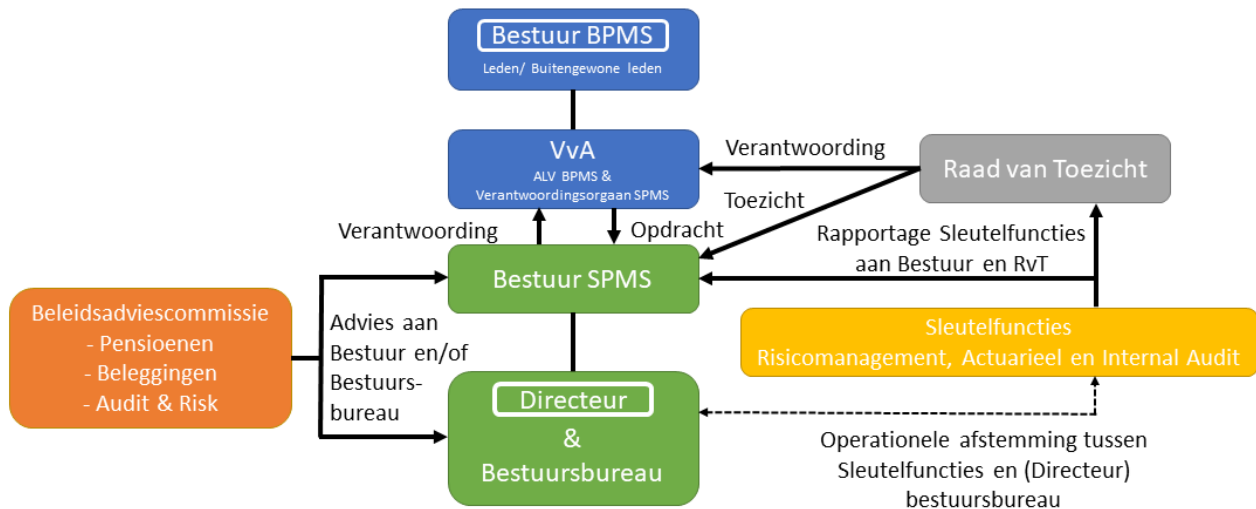 Bestuur BPMS
Leden/ Buitengewone leden
VvA
ALV BPMS &
Verantwoordingsorgaan SPMS
Verantwoording
Raad van Toezicht
Toezicht
Verantwoording
Opdracht
Rapportage Sleutelfuncties
aan Bestuur en RvT
Bestuur SPMS
Beleidsadviescommissie
- Pensioenen
- Beleggingen
- Audit & Risk
Advies aan
Bestuur en/of
Bestuurs-
bureau
Sleutelfuncties
Risicomanagement, Actuarieel en Internal Audit
Directeur
&
Bestuursbureau
Operationele afstemming tussen
Sleutelfuncties en (Directeur)
bestuursbureau